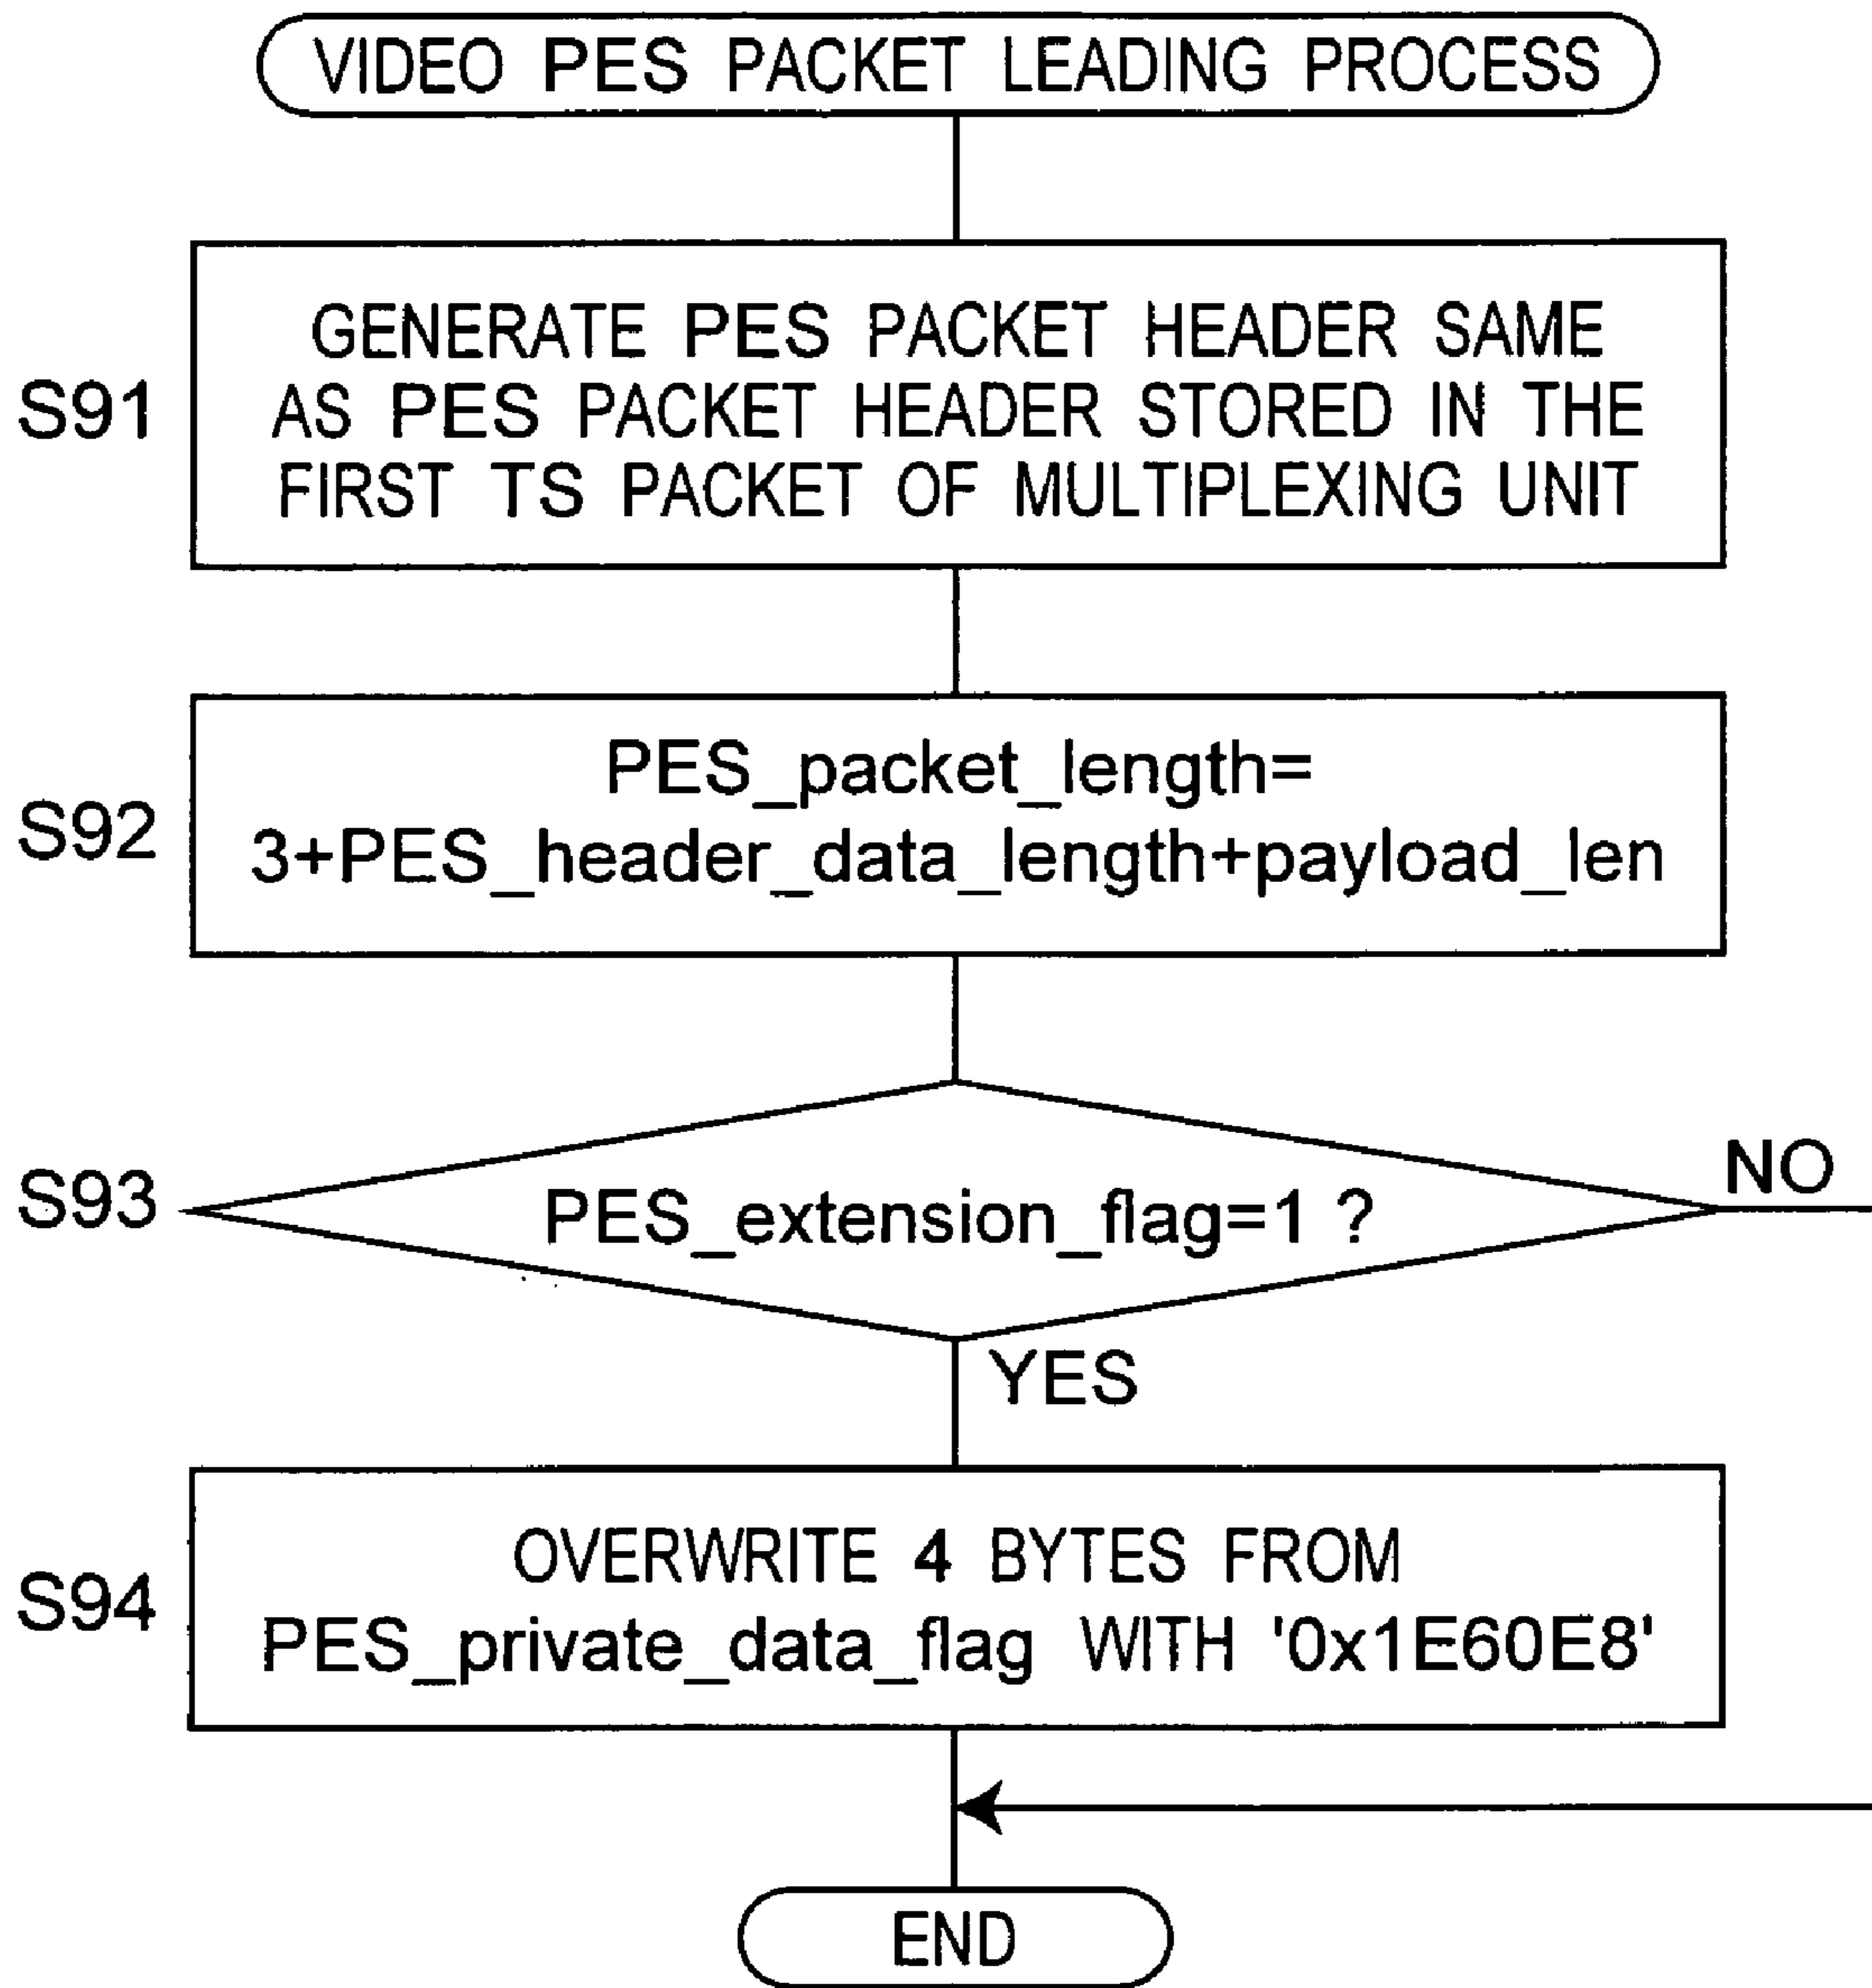 VIDEO PES PACKET LEADING PROCESS
S91
GENERATE PES PACKET HEADER SAME
AS PES PACKET HEADER STORED IN THE
FIRST TS PACKET OF MULTIPLEXING UNIT
S92
PES_packet_length=
3+PES_header_data_length+payload_len
S93
PES_extension_flag=1 ?
NO
YES
S94
OVERWRITE 4 BYTES FROM
PES_private_data_flag WITH '0x1E60E8'
END